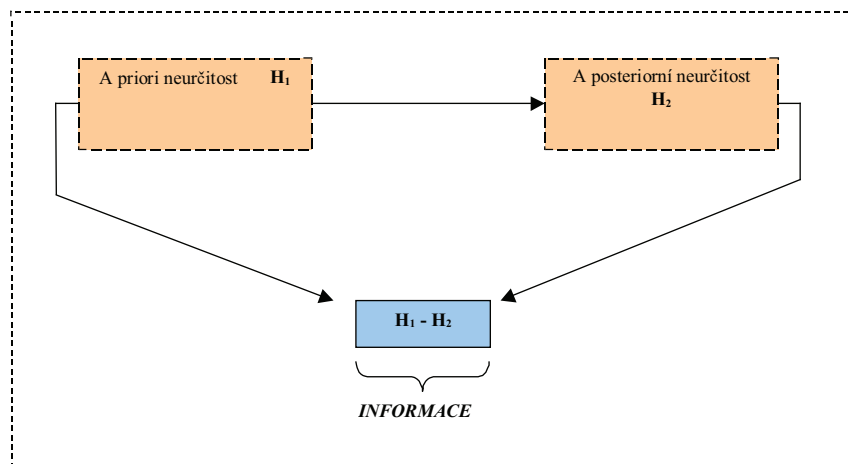 A priori neurčitost H₁
A posteriorní neurčitost
H₂
H₁ - H₂
INFORMACE